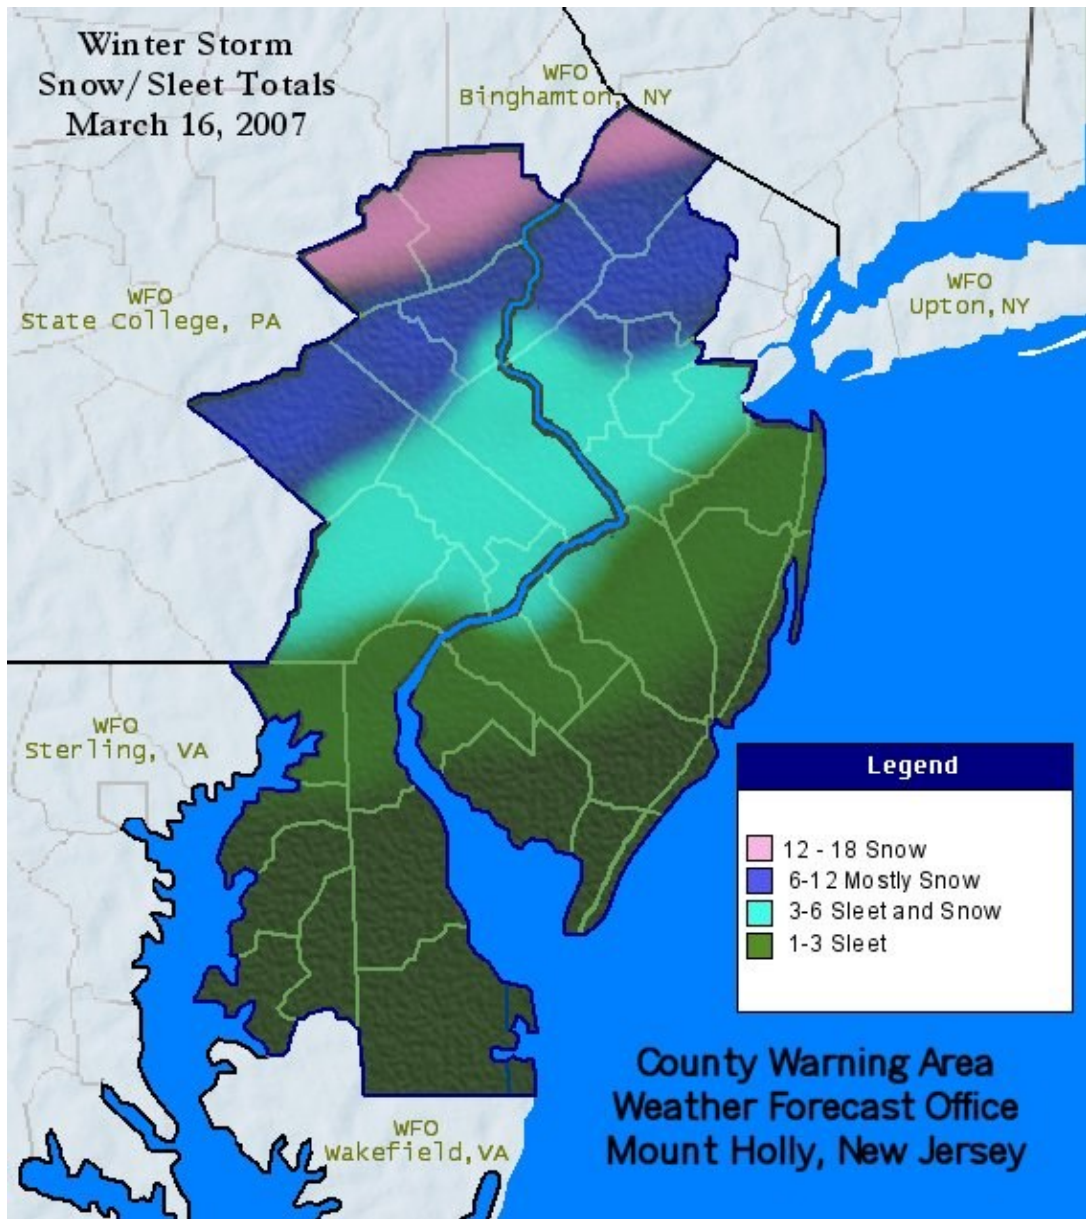 Winter Storm
Snow/Sleet Totals
March 16, 2007
WFO
Binghamton, NY
WFO
State College, PA
WFO
Upton, NY
WFO
Sterling, VA
Legend
12 - 18 Snow
6-12 Mostly Snow
3-6 Sleet and Snow
1-3 Sleet
County Warning Area
Weather Forecast Office
Mount Holly, New Jersey
WFO
Wakefield, VA